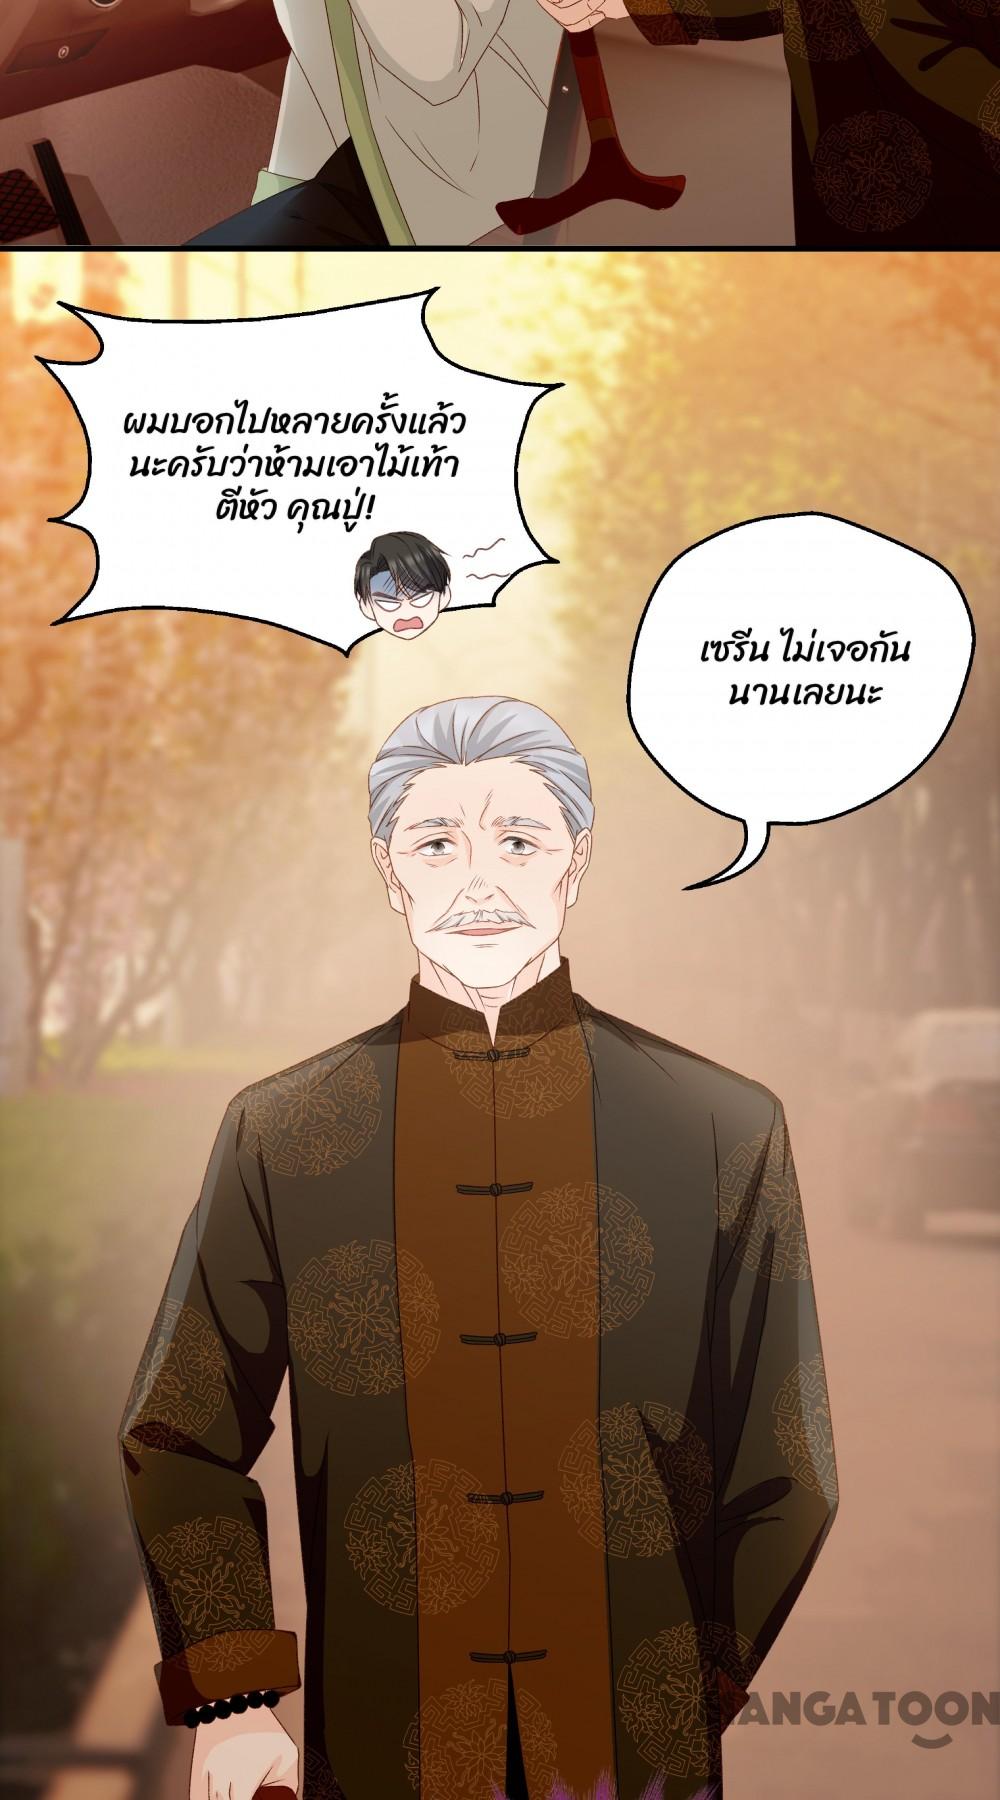 ผมบอกไปหลายครั้งแล้ว
นะครับว่าห้ามเอาไม้เท้า
ตีหัว คุณปู่!
เซรีน ไม่เจอกัน
นานเลยนะ
MANGA TOON